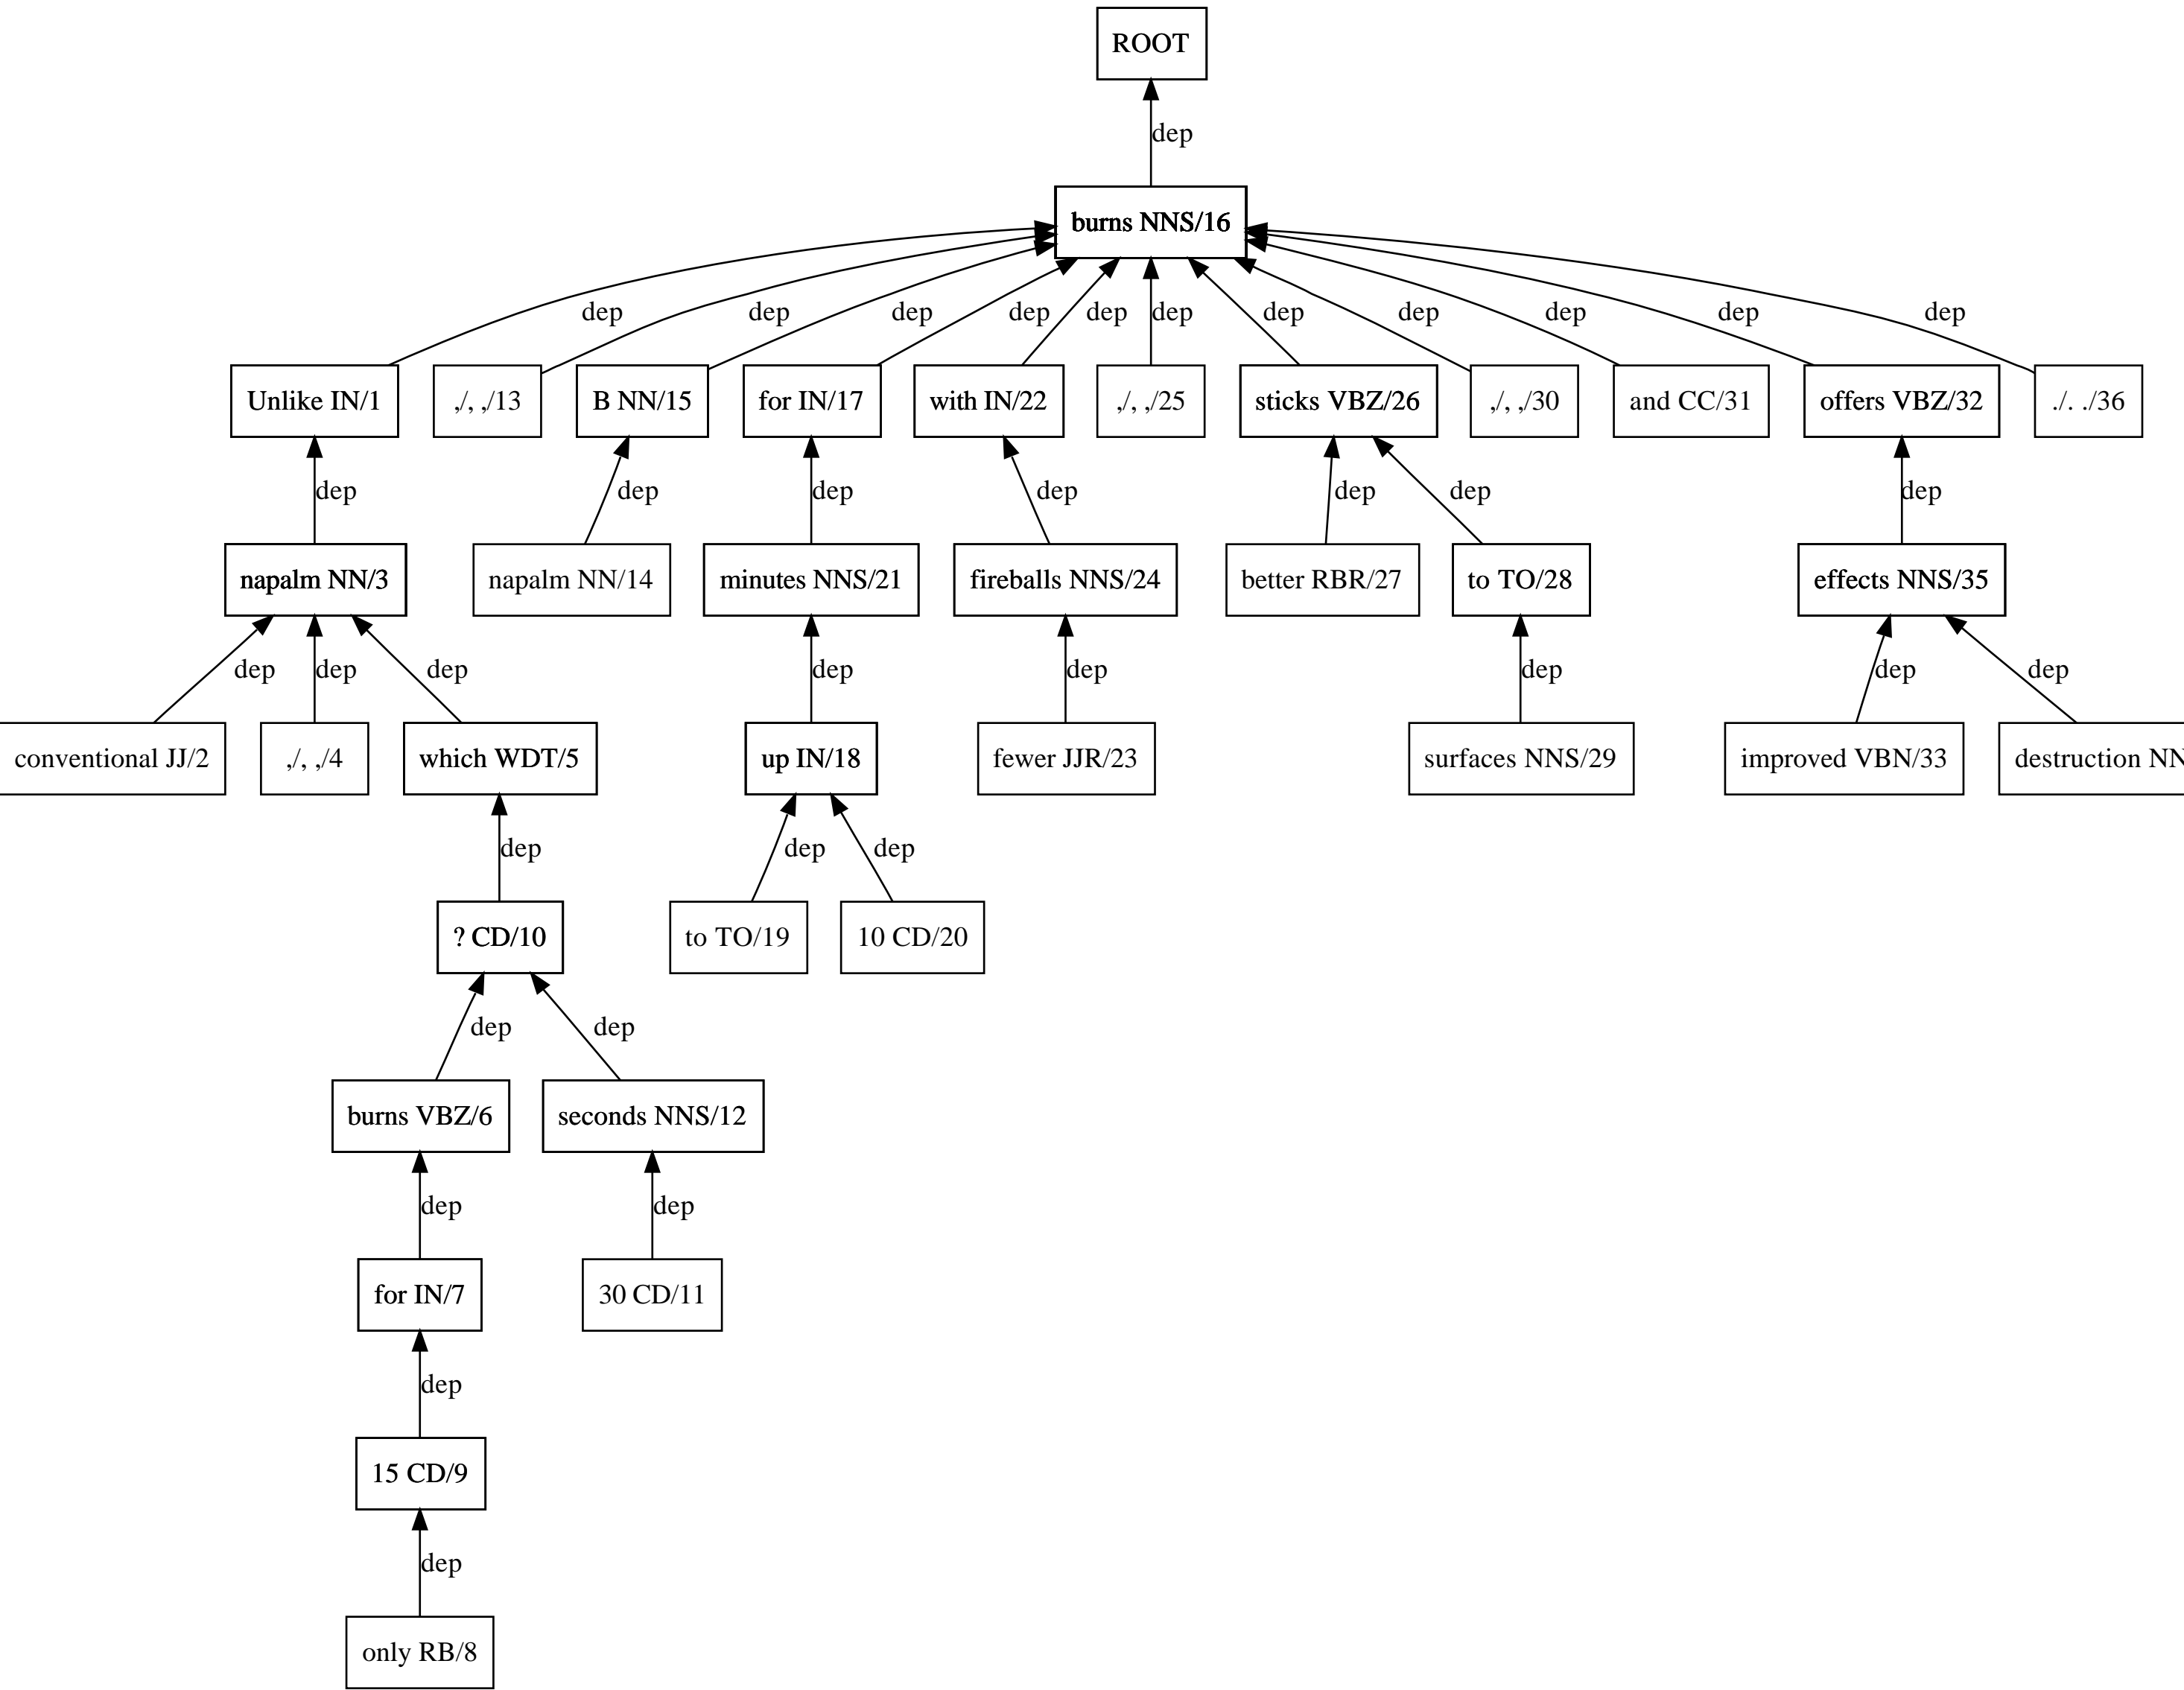 ROOT
dep
burns NNS/16
dep dep dep dep dep dep dep dep dep dep dep
Unlike IN/1 ,/, ,/13 B NN/15 for IN/17 with IN/22 ,/, ,/25 sticks VBZ/26 ,/, ,/30 and CC/31 offers VBZ/32 ./. ./36
dep dep dep dep dep dep dep
napalm NN/3 napalm NN/14 minutes NNS/21 fireballs NNS/24 better RBR/27 to TO/28 effects NNS/35
dep dep dep dep dep dep dep dep
conventional JJ/2 ,/, ,/4 which WDT/5 up IN/18 fewer JJR/23 surfaces NNS/29 improved VBN/33 destruction NN
dep dep dep
? CD/10 to TO/19 10 CD/20
dep dep
burns VBZ/6 seconds NNS/12
dep dep
for IN/7 30 CD/11
dep
15 CD/9
dep
only RB/8